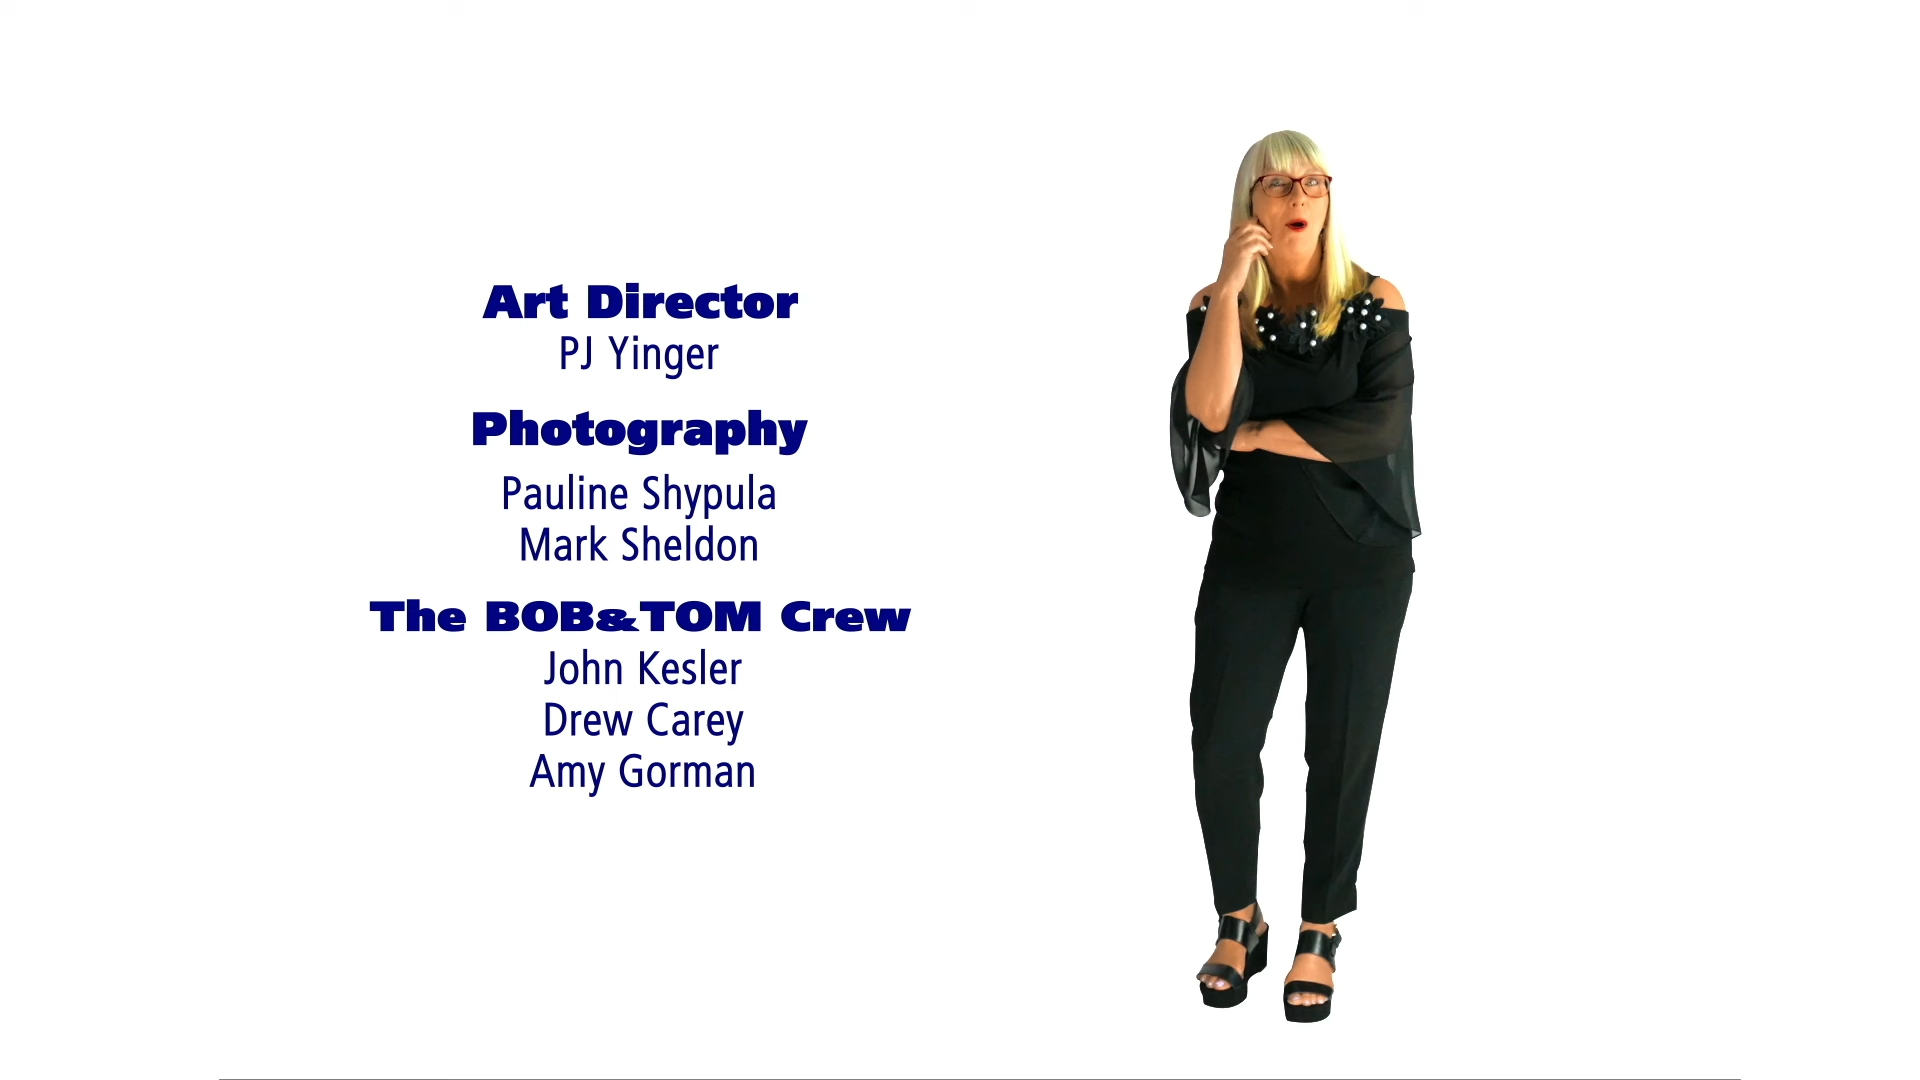 Art Director
PJ Yinger
Photography
Pauline Shypula
Mark Sheldon
The BOB&TOM Crew
John Kesler
Drew Carey
Amy Gorman